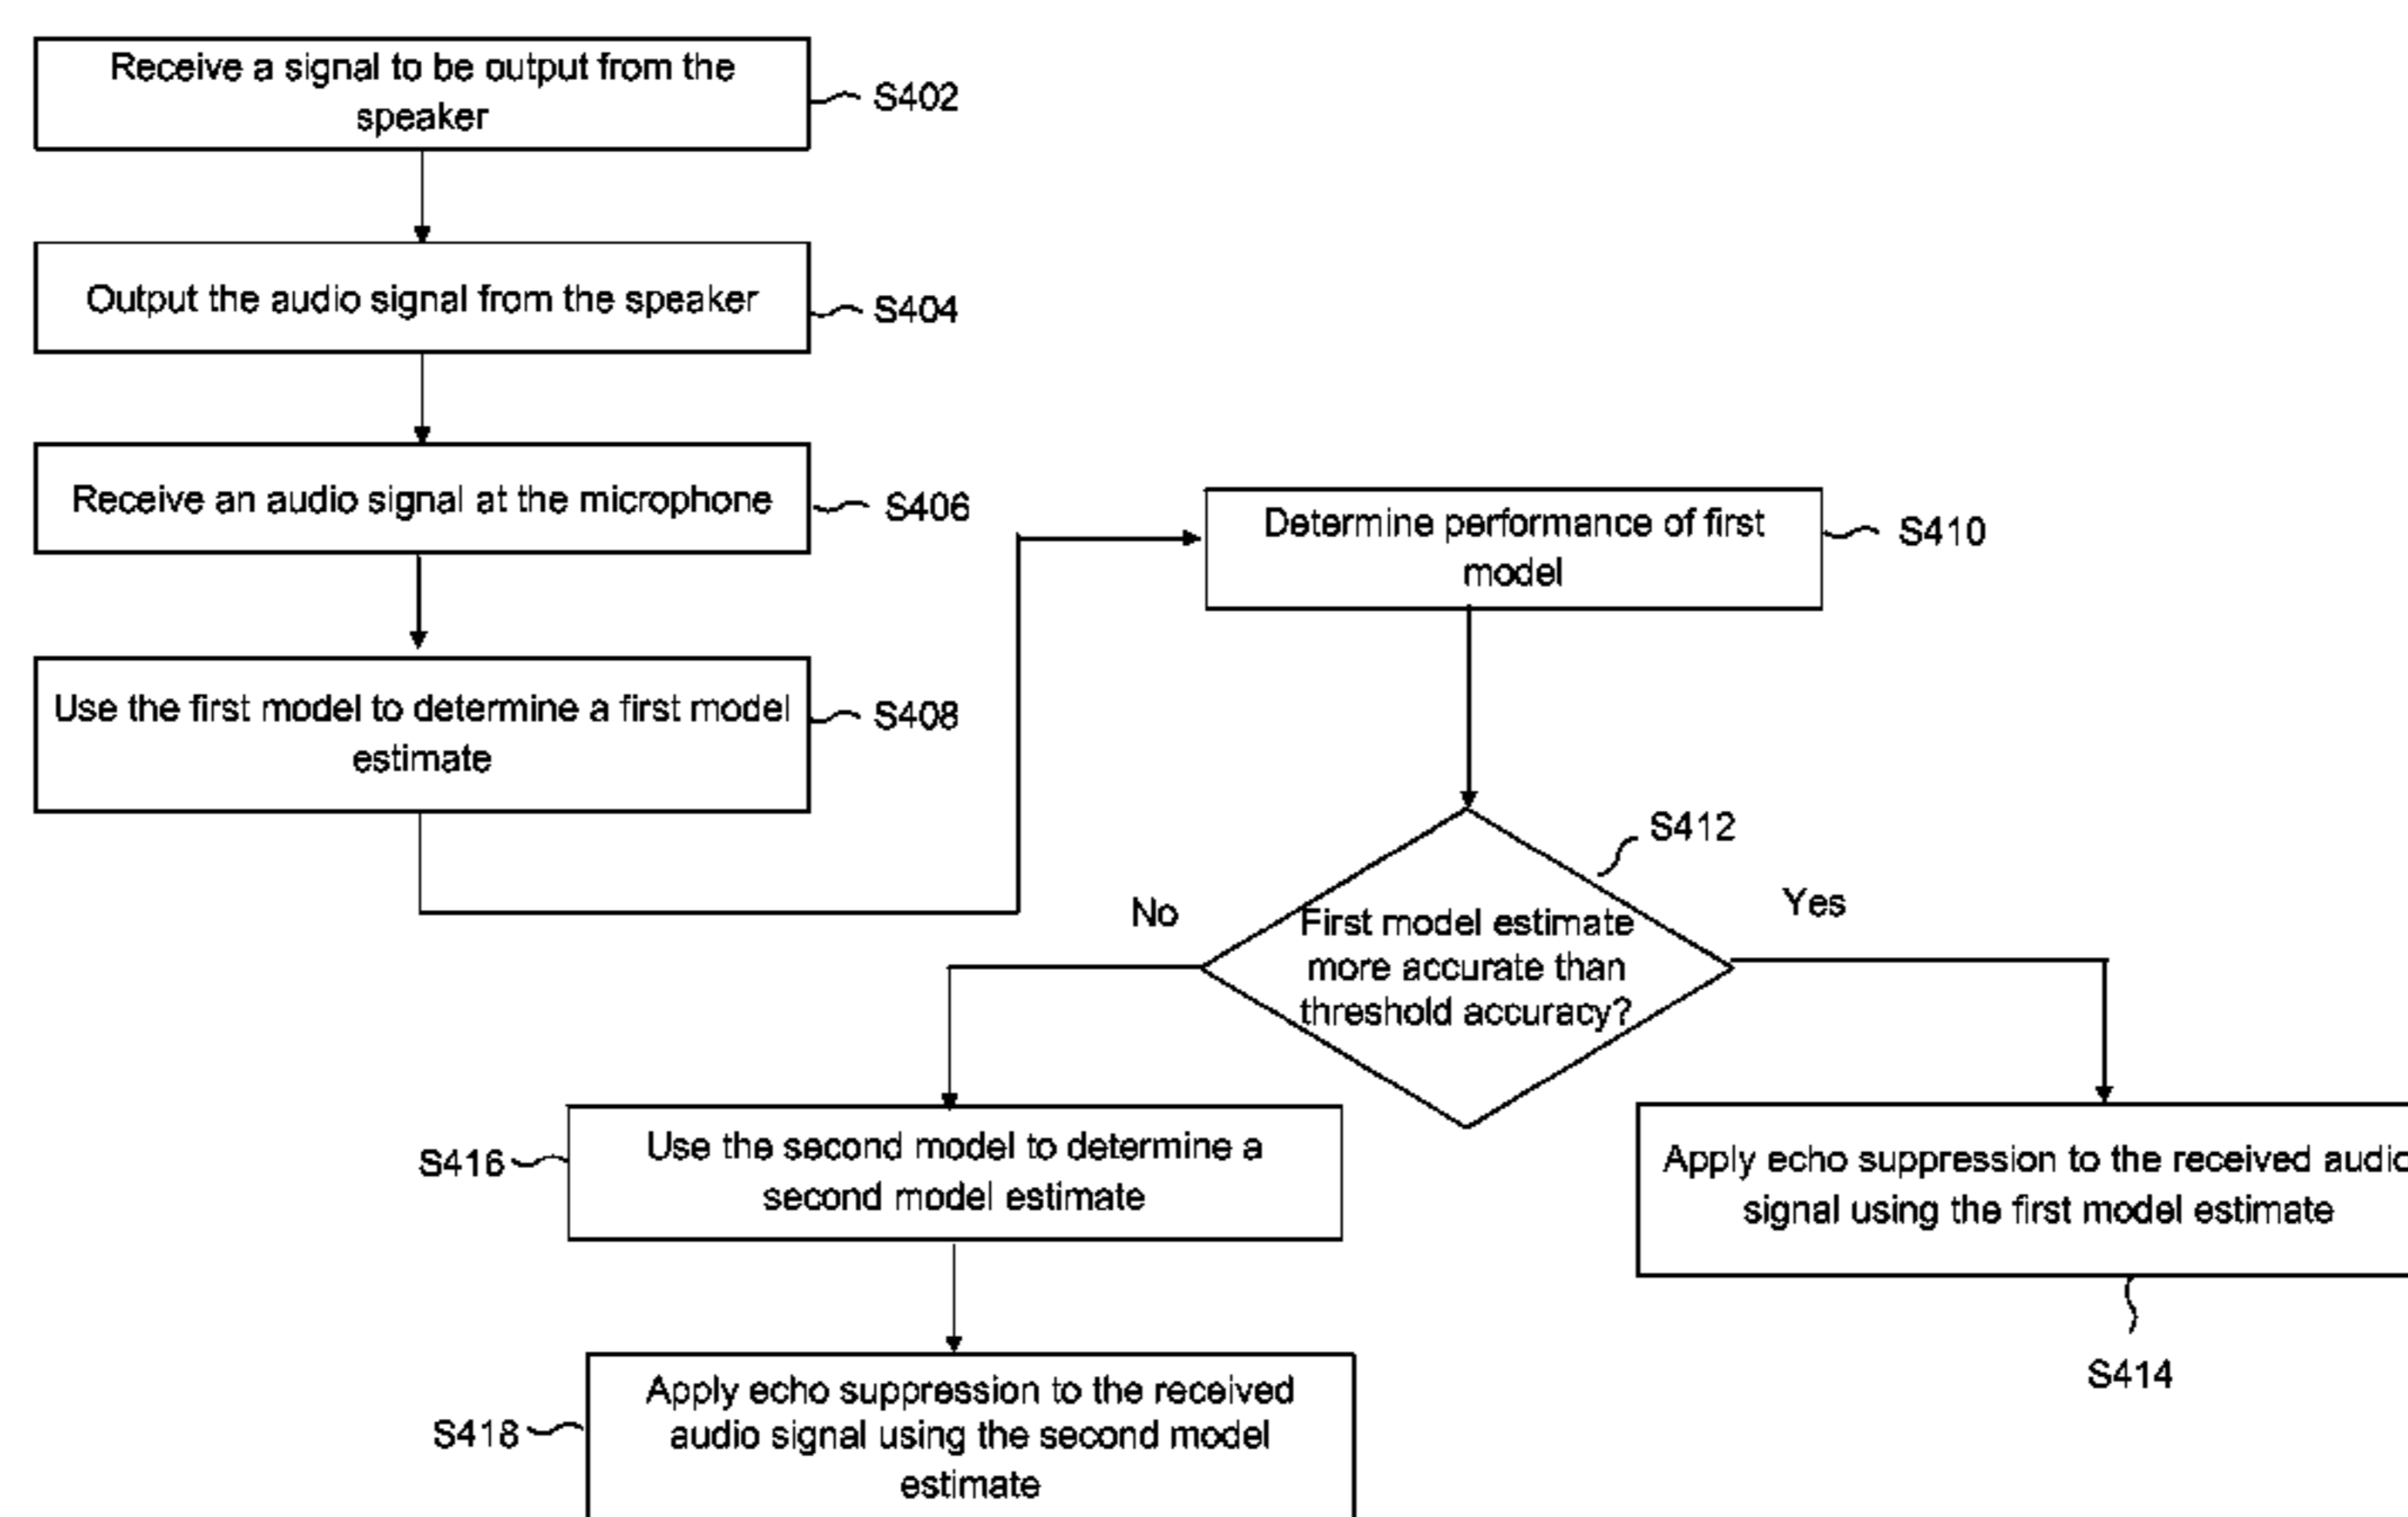 Receive a signal to be output from the
speaker
S402
Output the audio signal from the speaker
S404
Receive an audio signal at the microphone
S406
Use the first model to determine a first model
estimate
S408
Determine performance of first
model
S410
S412
First model estimate
more accurate than
threshold accuracy?
No
Yes
S416
Use the second model to determine a
second model estimate
Apply echo suppression to the received audio
signal using the first model estimate
S414
S418
Apply echo suppression to the received
audio signal using the second model
estimate